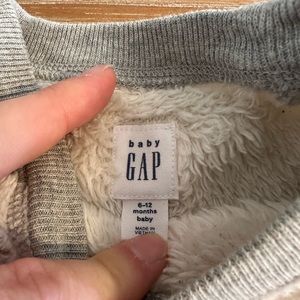 baby
GAP
6-12
months
baby
MADE IN
VIETNAM